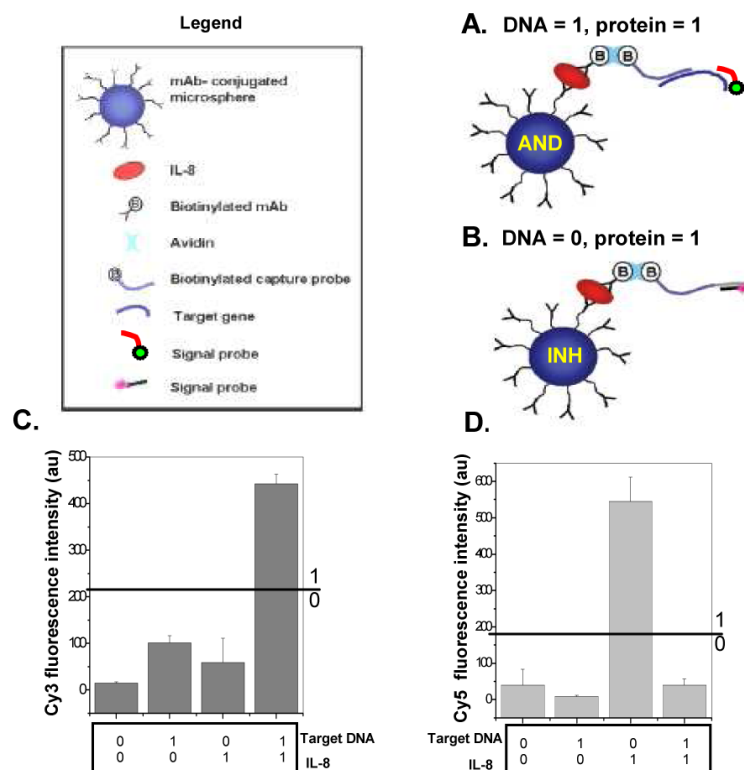 Legend
mAb- conjugated
microsphere
IL-8
B
Biotinylated mAb
Avidin
B
Biotinylated capture probe
Target gene
Signal probe
Signal probe
A. DNA = 1, protein = 1
B B
AND
B. DNA = 0, protein = 1
B B
INH
C.
Cy3 fluorescence intensity (au)
500
400
300
200
100
0
1
0
0 1 0 1 Target DNA
0 0 1 1 IL-8
D.
Cy5 fluorescence intensity (au)
600
500
400
300
200
100
0
1
0
0 1 0 1 Target DNA
0 0 1 1 IL-8